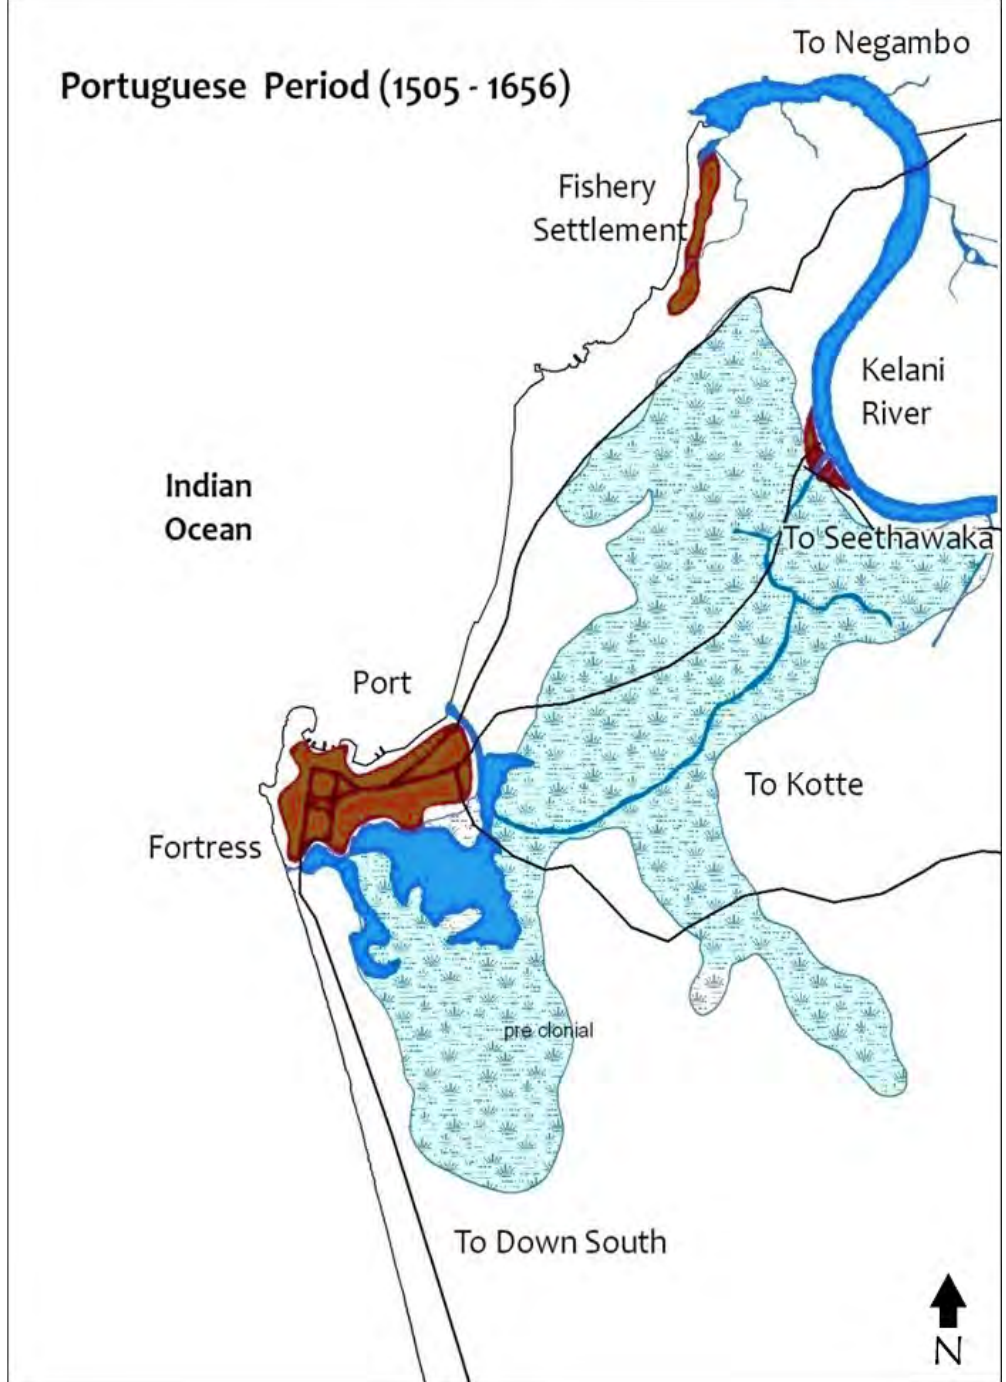 To Negambo
Portuguese Period (1505 - 1656)
Fishery
Settlement
Kelani
River
Indian
Ocean
To Seethawaka
Port
To Kotte
Fortress
pre clonial
To Down South
N